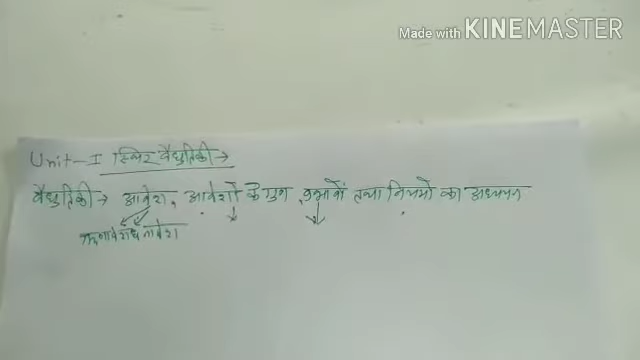 Made with KINEMASTER
Unit-I स्थिर वैद्युतिकी →
वैद्युतिकी → आवेश, आवेशों के गुण, प्रभावों तथा नियमों का अध्ययन